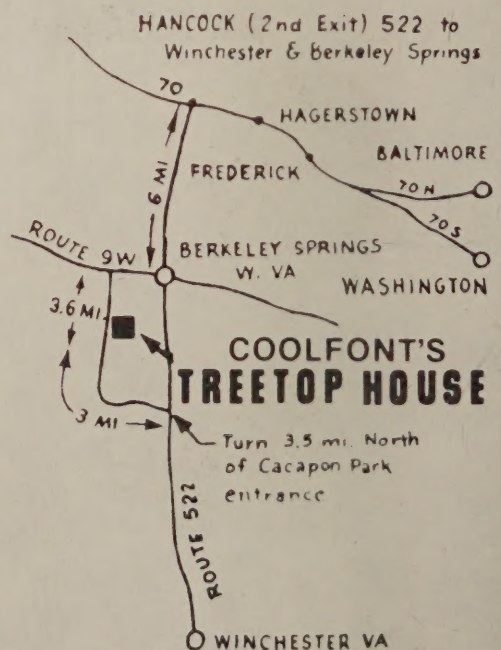 HANCOCK (2nd Exit) 522 to
Winchester & Berkeley Springs
70
HAGERSTOWN
BALTIMORE
FREDERICK
70 N
70 S
6 MI
WASHINGTON
ROUTE 9W
BERKELEY SPRINGS
W. VA
3.6 MI.
COOLFONT'S
TREETOP HOUSE
3 MI
Turn 3.5 mi. North
of Cacapon Park
entrance
ROUTE 522
WINCHESTER VA